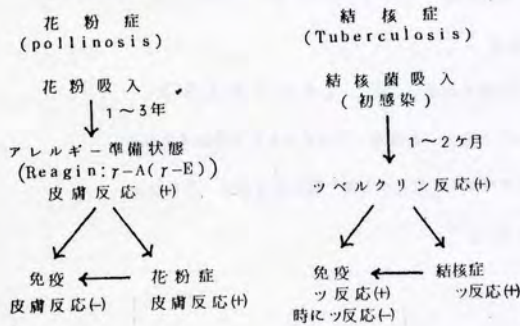 花粉症
(pollinosis)
花粉吸入
1〜3年
アレルギー準備状態
(Reagin:γ-A(γ-E))
皮膚反応 (+)
免疫
皮膚反応(-)
花粉症
皮膚反応(+)
結核症
(Tuberculosis)
結核菌吸入
(初感染)
1〜2ケ月
ツベルクリン反応(+)
免疫
ツ反応(+)
時にツ反応(-)
結核症
ツ反応(+)